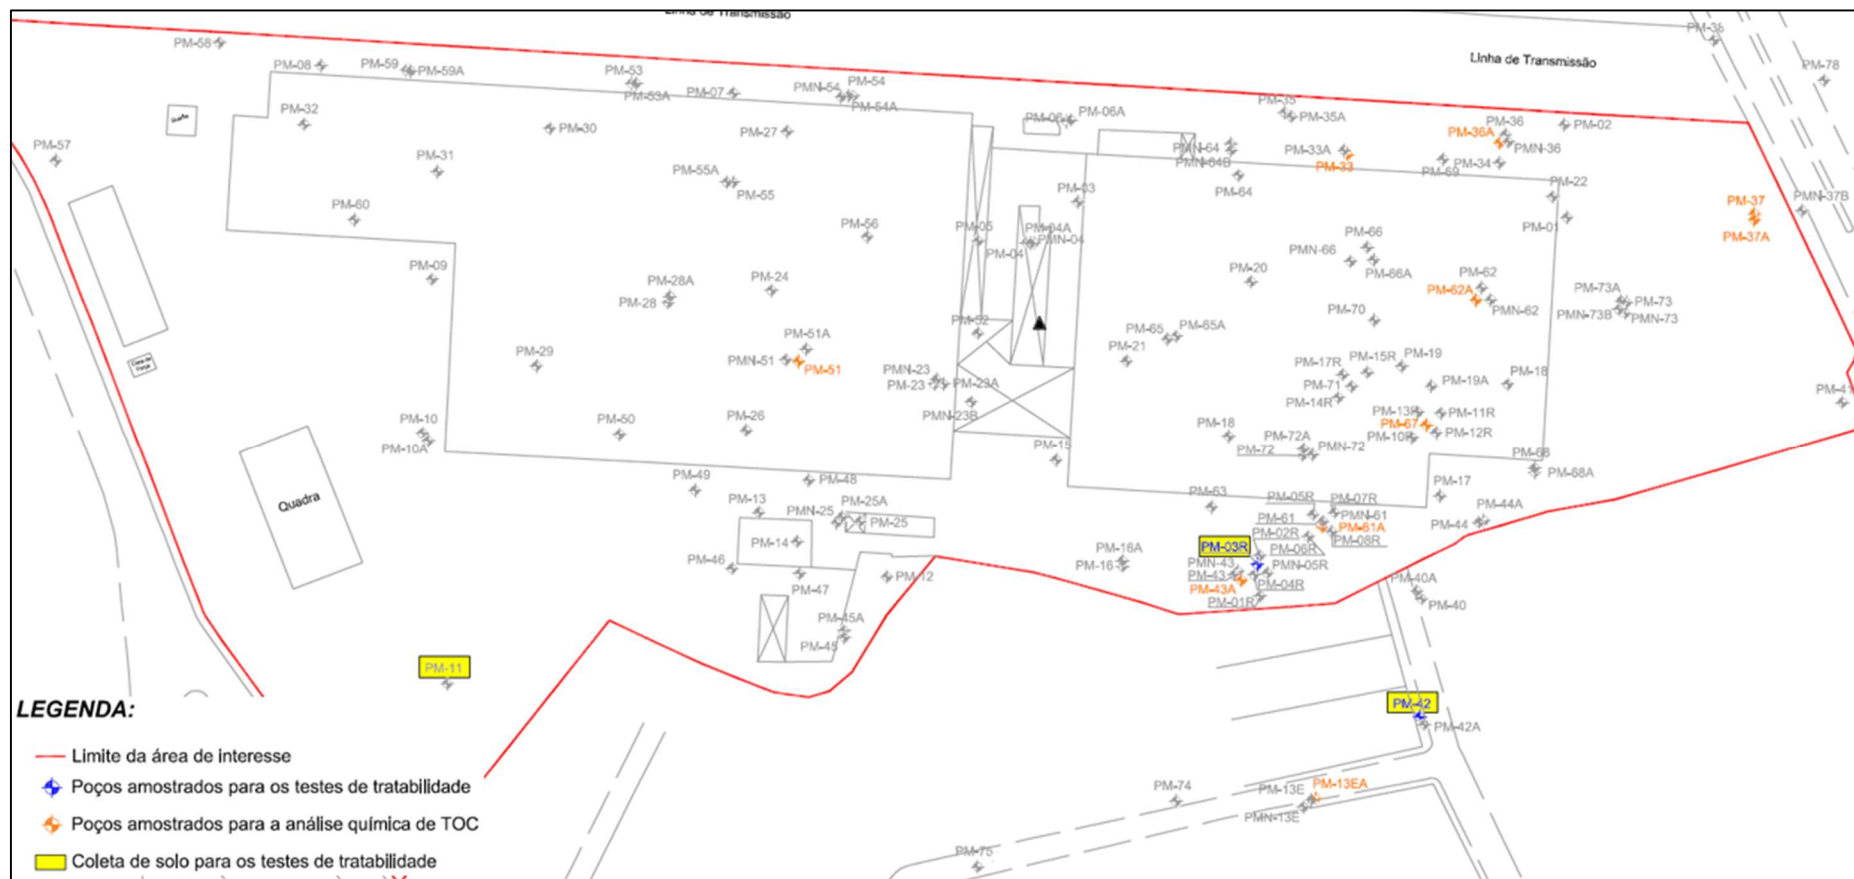 Linha de Transmissão
PM-38
PM-58
Linha de Transmissão
PM-08
PM-59
PM-59A
PM-53
PM-53A
PM-07
PMN-54
PM-54
PM-54A
PM-78
PM-32
PM-30
PM-27
PM-06
PM-06A
PM-35
PM-35A
PM-36A
PM-36
PM-02
PMN-36
PM-57
PM-31
PM-55A
PM-55
PMN-64
PMN-64B
PM-64
PM-33A
PM-33
PM-69
PM-34
PM-22
PM-60
PM-03
PM-56
PM-05
PM-04A
PMN-04
PM-04
PM-01
PM-37
PMN-37B
PM-37A
PM-66
PMN-66
PM-66A
PM-09
PM-28A
PM-28
PM-24
PM-20
PM-62
PM-62A
PMN-62
PM-73A
PM-73
PMN-73B
PMN-73
PM-70
PM-52
PM-65
PM-65A
PM-21
PM-51A
PMN-51
PM-51
PM-29
Casa de
Força
PMN-23
PM-23
PM-23A
PMN-23B
PM-17R
PM-15R
PM-19
PM-71
PM-14R
PM-19A
PM-18
PM-41
PM-10
PM-10A
PM-50
PM-26
PM-15
PM-18
PM-13R
PM-11R
PM-67
PM-12R
PM-10R
PM-72A
PM-72
PMN-72
PM-68
PM-68A
PM-49
PM-48
Quadra
PM-13
PMN-25
PM-25A
PM-25
PM-63
PM-05R
PM-07R
PM-17
PM-44A
PM-44
PM-61
PMN-61
PM-61A
PM-02R
PM-08R
PM-14
PM-03R
PM-06R
PM-16A
PM-16
PMN-43
PMN-05R
PM-43
PM-43A
PM-04R
PM-01R
PM-46
PM-47
PM-12
PM-40A
PM-40
PM-45A
PM-45
PM-11
PM-42
PM-42A
LEGENDA:
Limite da área de interesse
Poços amostrados para os testes de tratabilidade
Poços amostrados para a análise química de TOC
Coleta de solo para os testes de tratabilidade
PM-74
PM-13E
PM-13EA
PMN-13E
PM-75